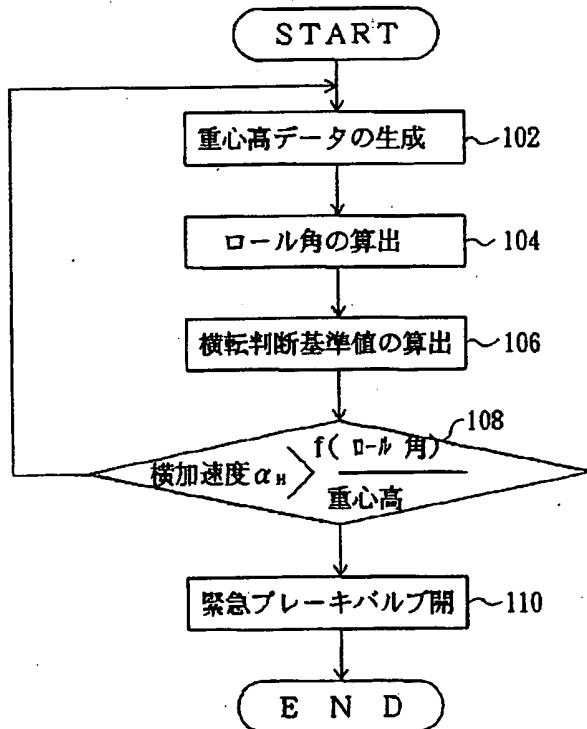 START
重心高データの生成 102
ロール角の算出 104
横転判断基準値の算出 106
108
f(ロール角)
横加速度αH >
重心高
緊急ブレーキバルブ開 110
END